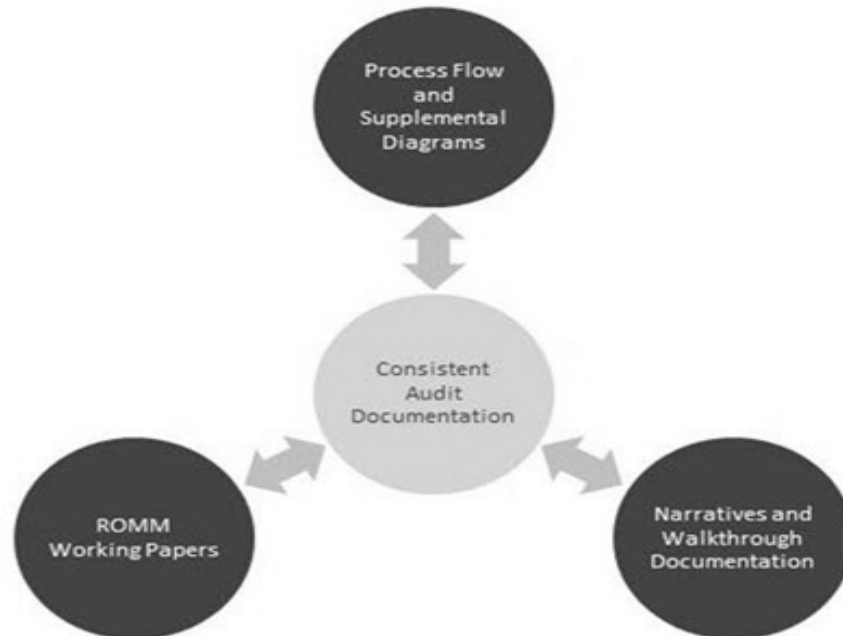 Process Flow
and
Supplemental
Diagrams
Consistent
Audit
Documentation
ROMM
Working Papers
Narratives and
Walkthrough
Documentation